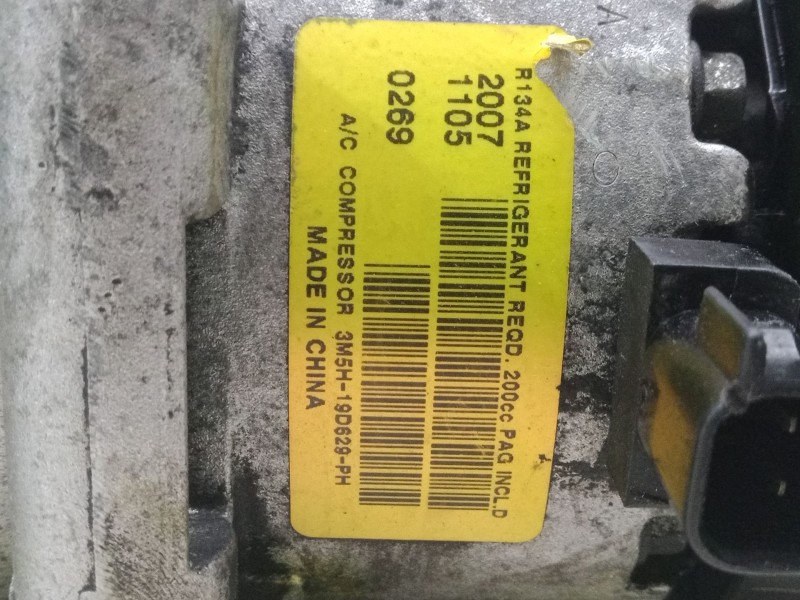 R134A REFRIGERANT REQD. 200cc PAG INCL.D
2007
1105
0269
A/C COMPRESSOR 3M5H-19D629-PH
MADE IN CHINA